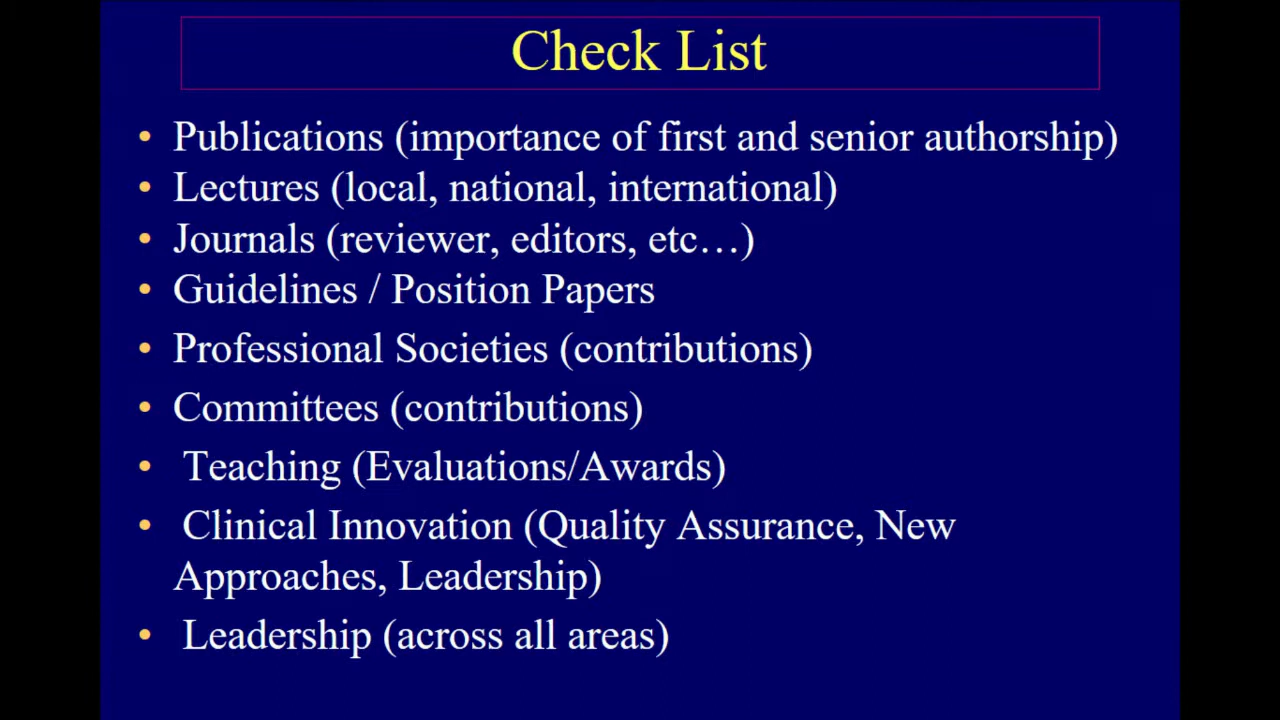 Check List
• Publications (importance of first and senior authorship)
• Lectures (local, national, international)
• Journals (reviewer, editors, etc…)
• Guidelines / Position Papers
• Professional Societies (contributions)
• Committees (contributions)
• Teaching (Evaluations/Awards)
• Clinical Innovation (Quality Assurance, New
Approaches, Leadership)
• Leadership (across all areas)